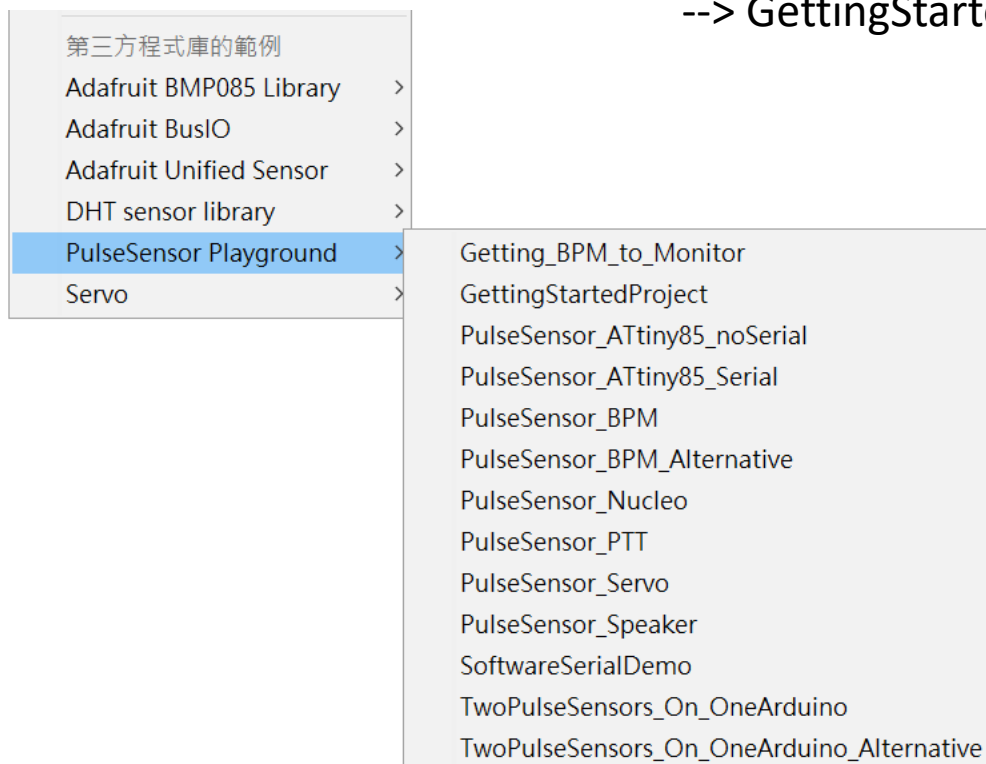 --> GettingStarte
第三方程式庫的範例
Adafruit BMP085 Library
Adafruit BusIO
Adafruit Unified Sensor
DHT sensor library
PulseSensor Playground
Servo
Getting_BPM_to_Monitor
GettingStartedProject
PulseSensor_ATtiny85_noSerial
PulseSensor_ATtiny85_Serial
PulseSensor_BPM
PulseSensor_BPM_Alternative
PulseSensor_Nucleo
PulseSensor_PTT
PulseSensor_Servo
PulseSensor_Speaker
SoftwareSerialDemo
TwoPulseSensors_On_OneArduino
TwoPulseSensors_On_OneArduino_Alternative